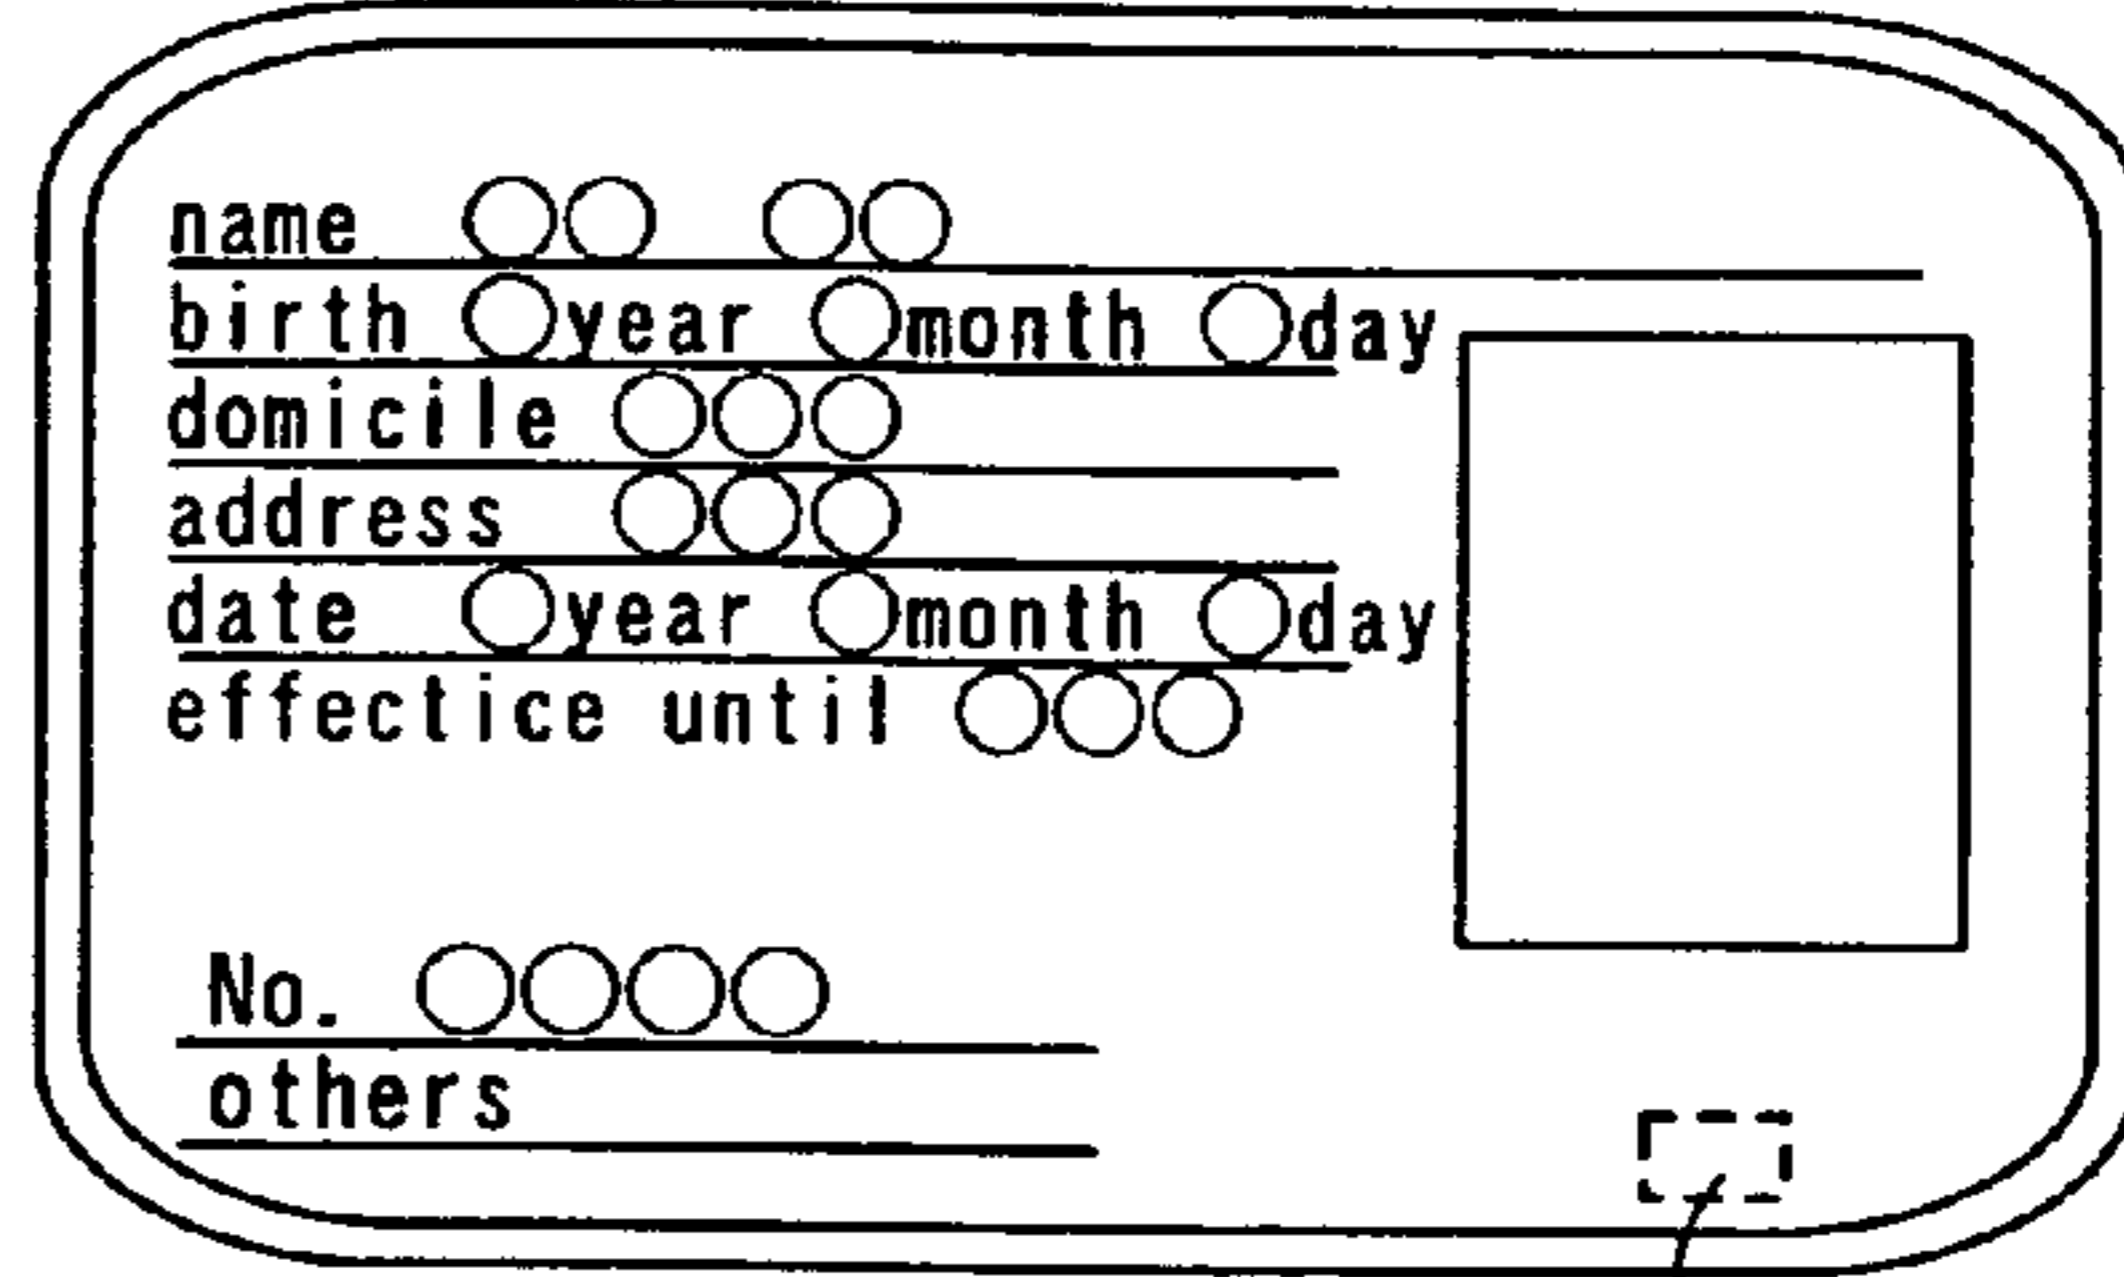 name ○○ ○○
birth ○year ○month ○day
domicile ○○○
address ○○○
date ○year ○month ○day
effectice until ○○○
No. ○○○○
others